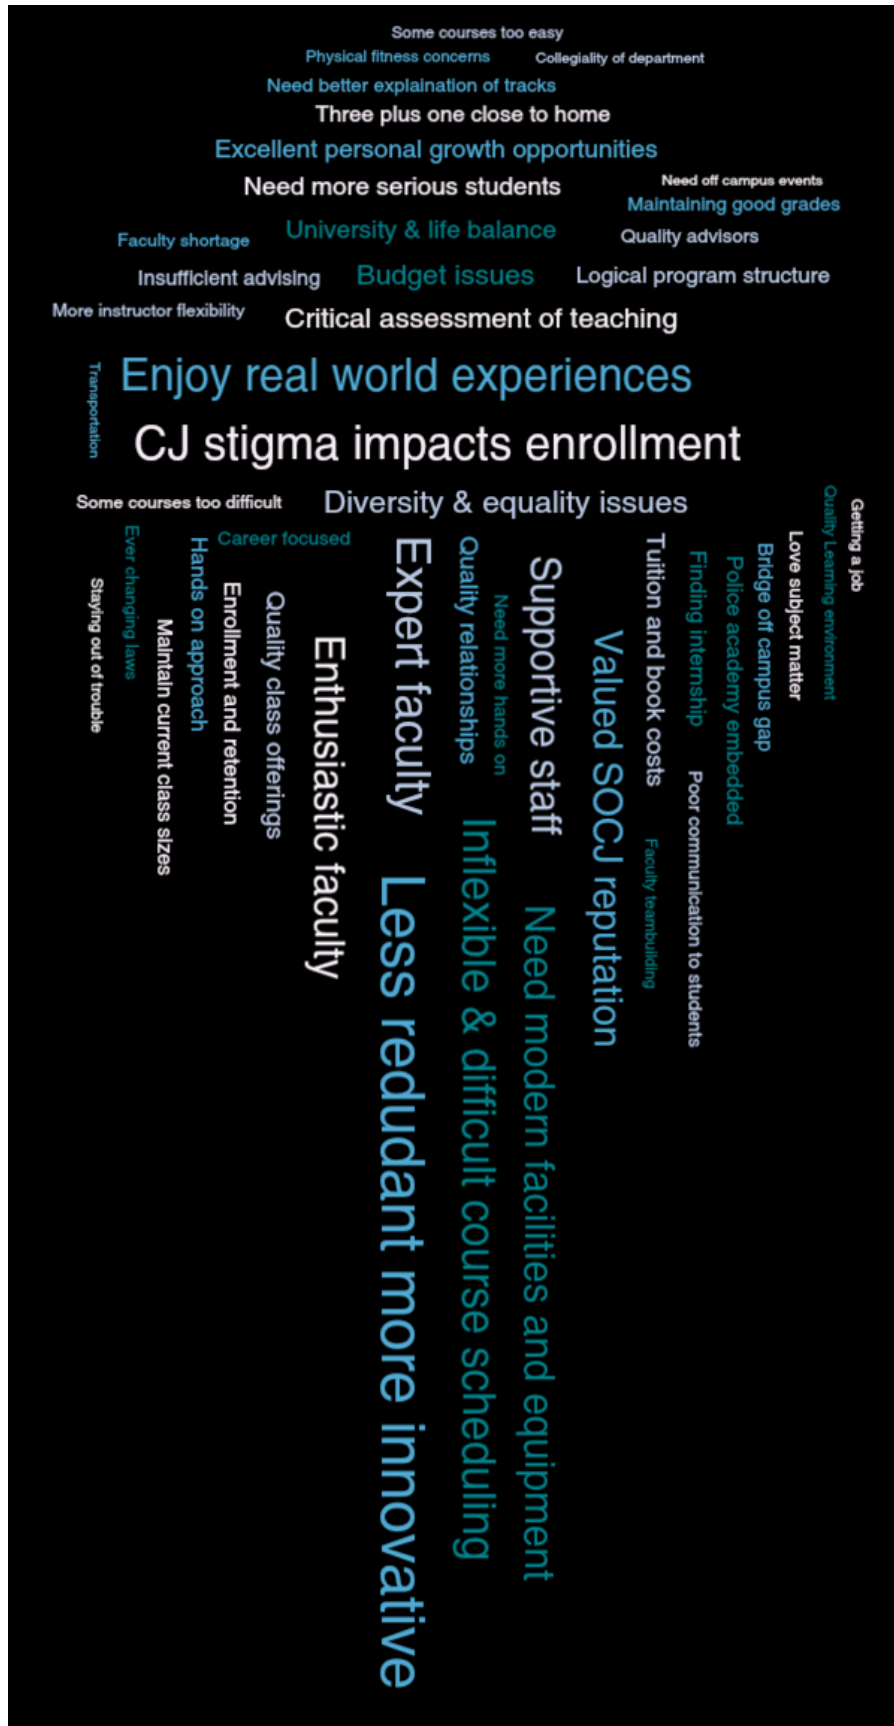 Some courses too easy
Physical fitness concerns
Collegiality of department
Need better explaination of tracks
Three plus one close to home
Excellent personal growth opportunities
Need more serious students
Need off campus events
Maintaining good grades
Faculty shortage
University & life balance
Quality advisors
Insufficient advising
Budget issues
Logical program structure
More instructor flexibility
Critical assessment of teaching
Transportation
Enjoy real world experiences
CJ stigma impacts enrollment
Some courses too difficult
Diversity & equality issues
Staying out of trouble
Ever changing laws
Maintain current class sizes
Hands on approach
Career focused
Enrollment and retention
Quality class offerings
Enthusiastic faculty
Expert faculty
Less redudant more innovative
Quality relationships
Need more hands on
Inflexible & difficult course scheduling
Supportive staff
Need modern facilities and equipment
Valued SOCJ reputation
Tuition and book costs
Faculty teambuilding
Finding internship
Poor communication to students
Police academy embedded
Bridge off campus gap
Love subject matter
Quality Learning environment
Getting a job